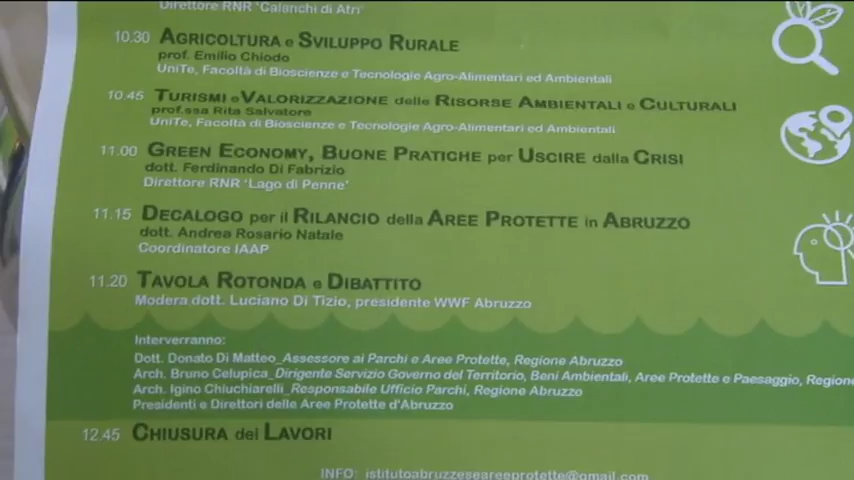 Direttore RNR 'Calanchi di Atri'
10.30 AGRICOLTURA e SVILUPPO RURALE
prof. Emilio Chiodo
UniTe, Facoltà di Bioscienze e Tecnologie Agro-Alimentari ed Ambientali
10.45 TURISMI e VALORIZZAZIONE delle RISORSE AMBIENTALI e CULTURALI
prof.ssa Rita Salvatore
UniTe, Facoltà di Bioscienze e Tecnologie Agro-Alimentari ed Ambientali
11.00 GREEN ECONOMY, BUONE PRATICHE per USCIRE dalla CRISI
dott. Ferdinando Di Fabrizio
Direttore RNR 'Lago di Penne'
11.15 DECALOGO per il RILANCIO della AREE PROTETTE in ABRUZZO
dott. Andrea Rosario Natale
Coordinatore IAAP
11.20 TAVOLA ROTONDA e DIBATTITO
Modera dott. Luciano Di Tizio, presidente WWF Abruzzo
Interverranno:
Dott. Donato Di Matteo_Assessore ai Parchi e Aree Protette, Regione Abruzzo
Arch. Bruno Celupica_Dirigente Servizio Governo del Territorio, Beni Ambientali, Aree Protette e Paesaggio, Regione
Arch. Igino Chiuchiarelli_Responsabile Ufficio Parchi, Regione Abruzzo
Presidenti e Direttori delle Aree Protette d'Abruzzo
12.45 CHIUSURA dei LAVORI
INFO: istitutoabruzzeseareeprotette@gmail.com